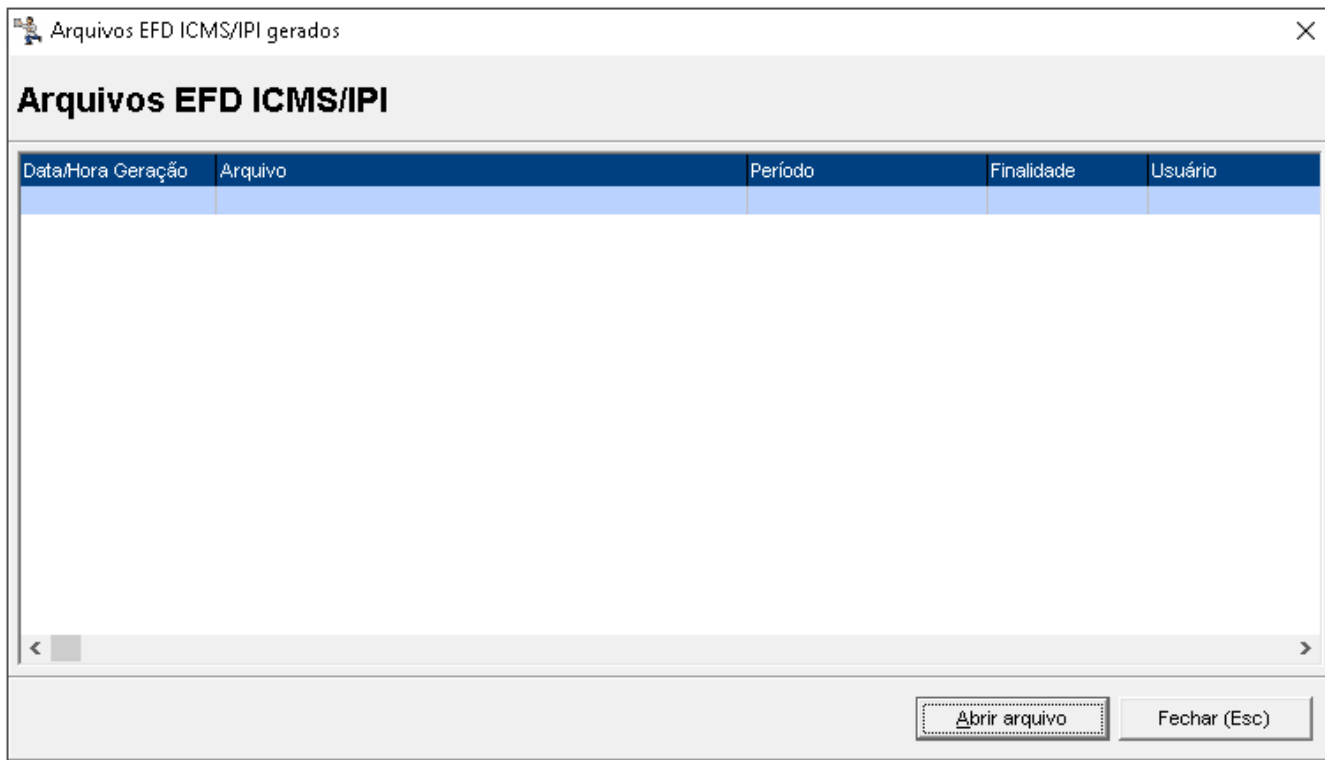 Arquivos EFD ICMS/IPI gerados
Arquivos EFD ICMS/IPI
Data/Hora Geração Arquivo Período Finalidade Usuário
Abrir arquivo Fechar (Esc)